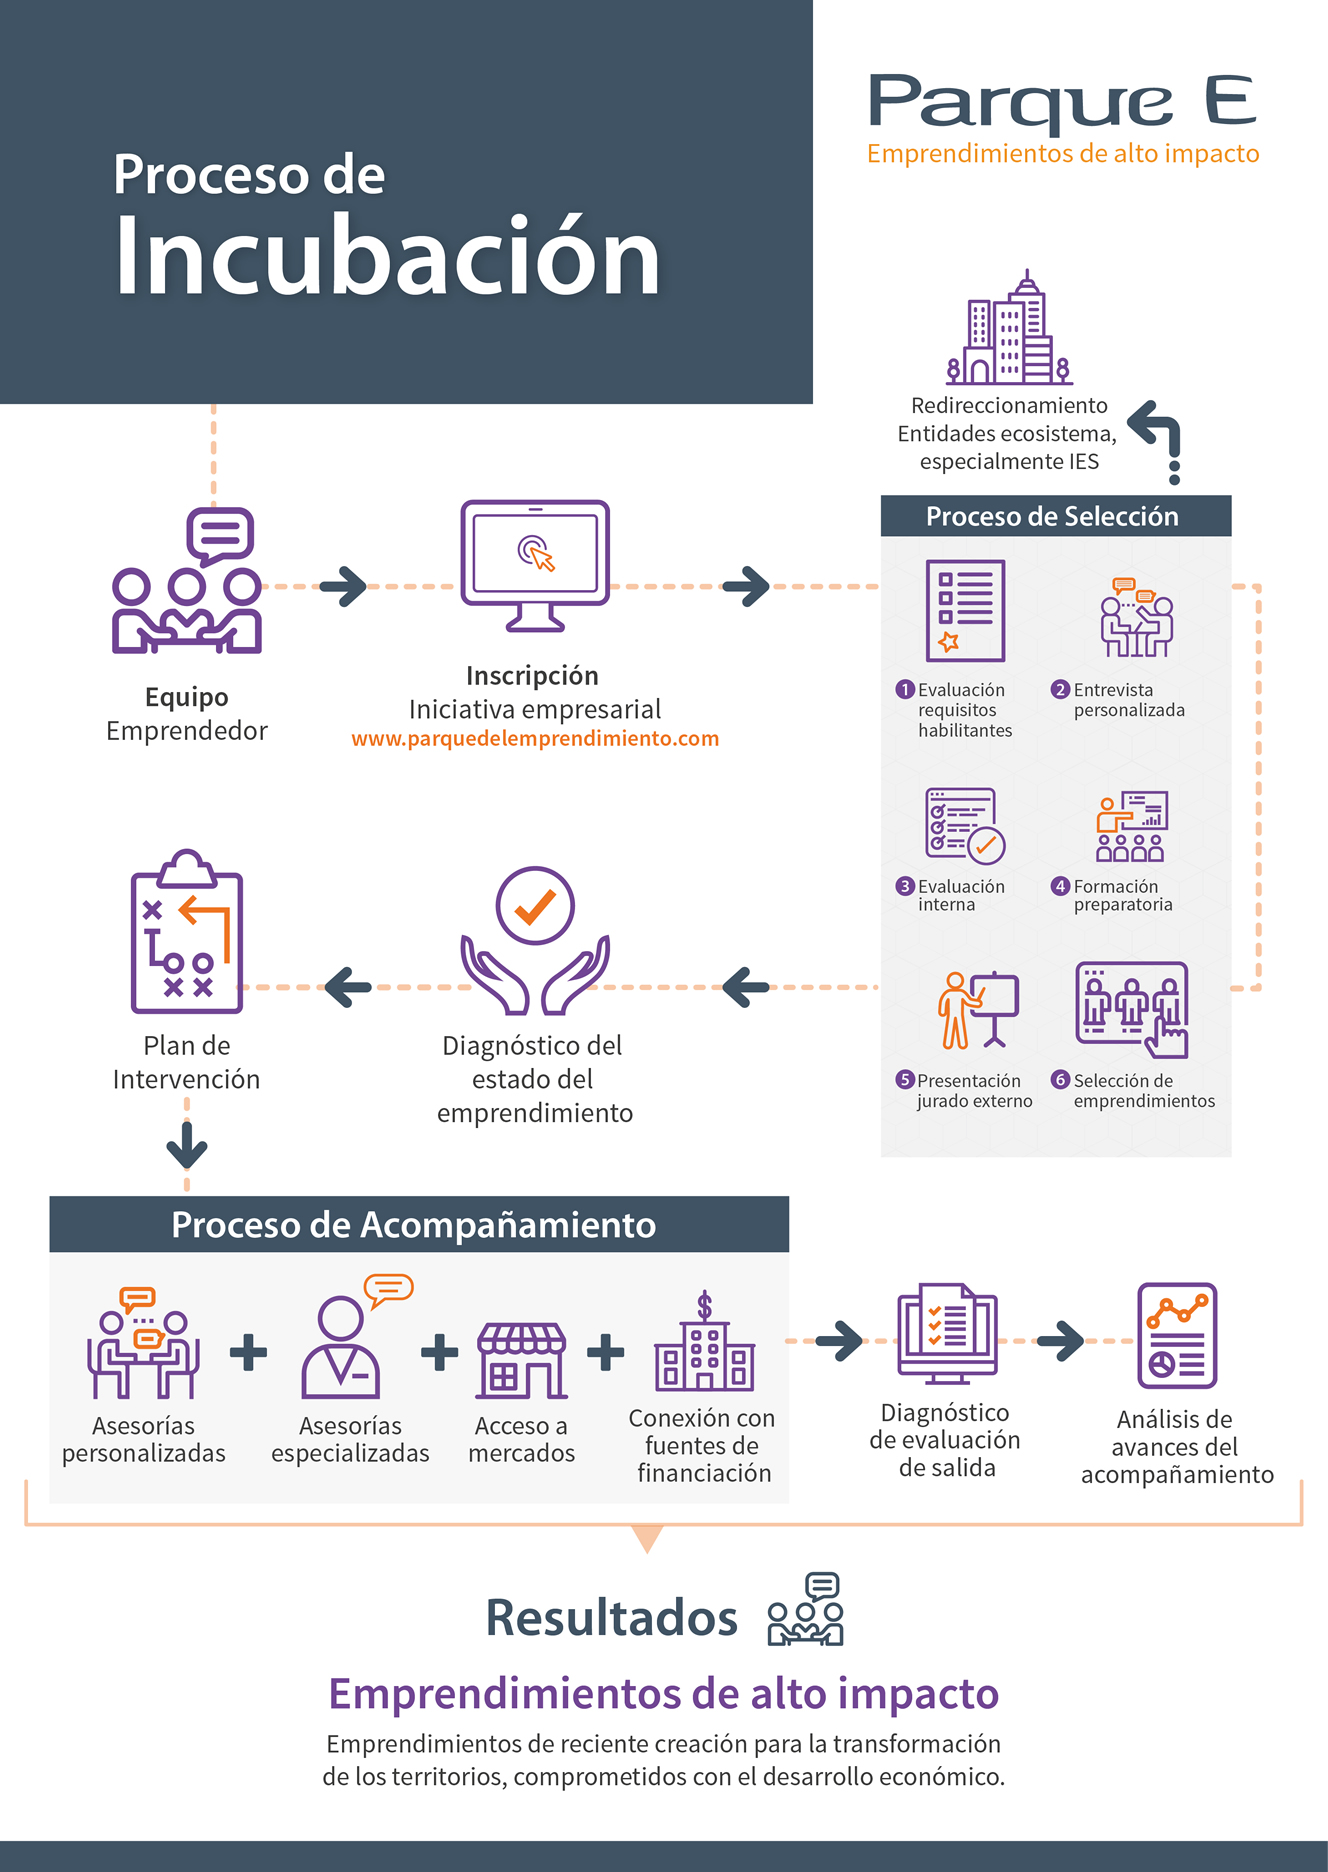 Proceso de
Incubación
Parque E
Emprendimientos de alto impacto
Redireccionamiento
Entidades ecosistema,
especialmente IES
Equipo
Emprendedor
Inscripción
Iniciativa empresarial
www.parquedelemprendimiento.com
Proceso de Selección
1 Evaluación
requisitos
habilitantes
2 Entrevista
personalizada
3 Evaluación
interna
4 Formación
preparatoria
5 Presentación
jurado externo
6 Selección de
emprendimientos
Diagnóstico del
estado del
emprendimiento
Plan de
Intervención
Proceso de Acompañamiento
Asesorías
personalizadas
Asesorías
especializadas
Acceso a
mercados
$
Conexión con
fuentes de
financiación
Diagnóstico
de evaluación
de salida
Análisis de
avances del
acompañamiento
Resultados
Emprendimientos de alto impacto
Emprendimientos de reciente creación para la transformación
de los territorios, comprometidos con el desarrollo económico.